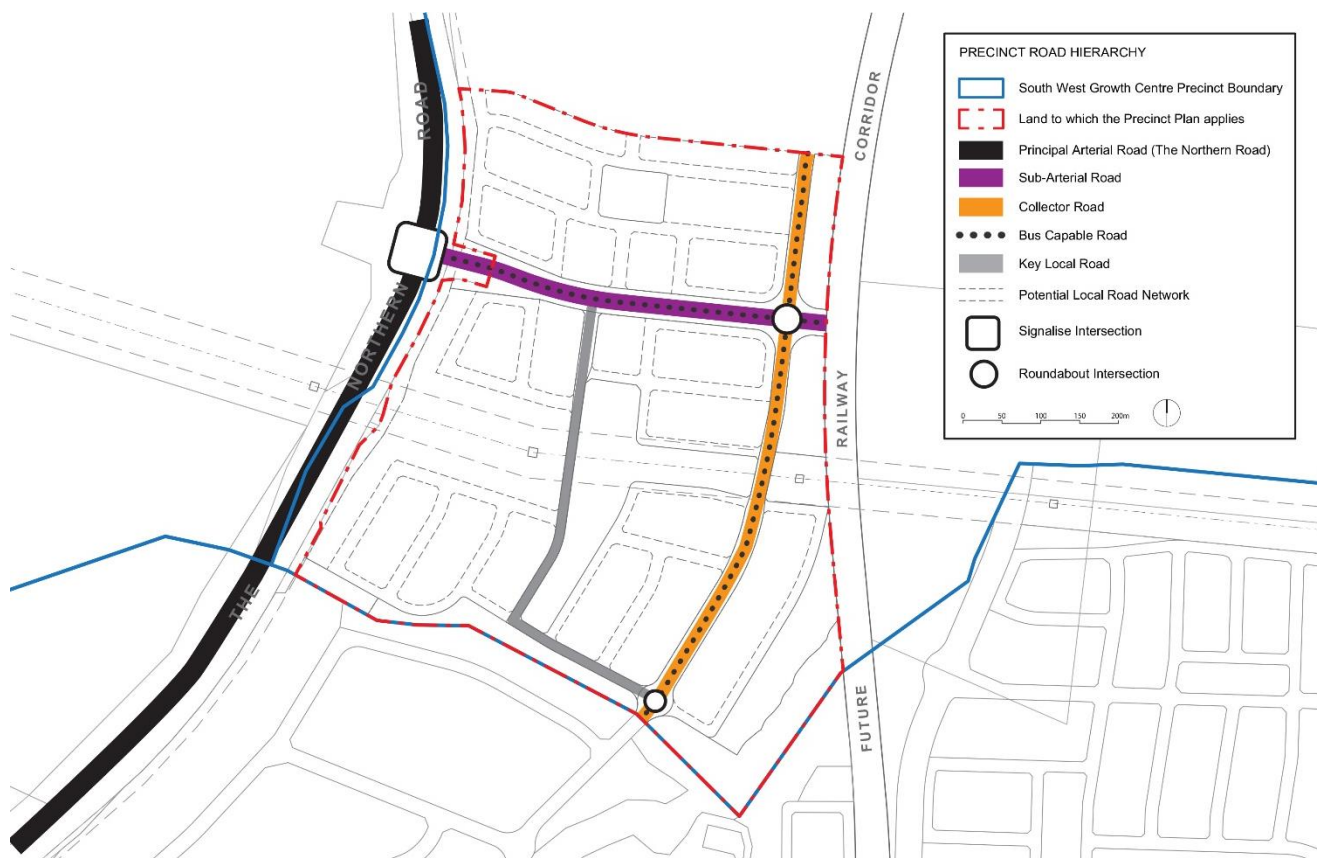 PRECINCT ROAD HIERARCHY
South West Growth Centre Precinct Boundary
Land to which the Precinct Plan applies
Principal Arterial Road (The Northern Road)
Sub-Arterial Road
Collector Road
Bus Capable Road
Key Local Road
Potential Local Road Network
Signalise Intersection
Roundabout Intersection
0 50 100 150 200m
THE NORTHERN ROAD
FUTURE RAILWAY CORRIDOR